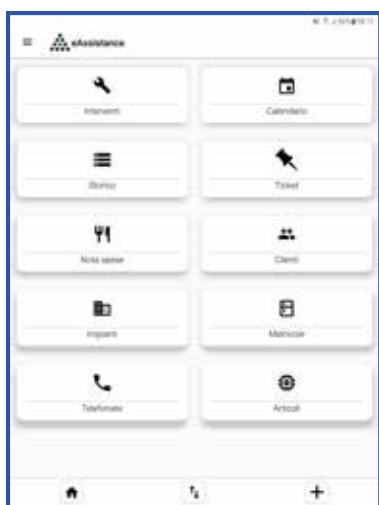 eAssistance
Interventi
Calendario
Storico
Ticket
Nota spese
Clienti
Impianti
Matricole
Telefonate
Articoli